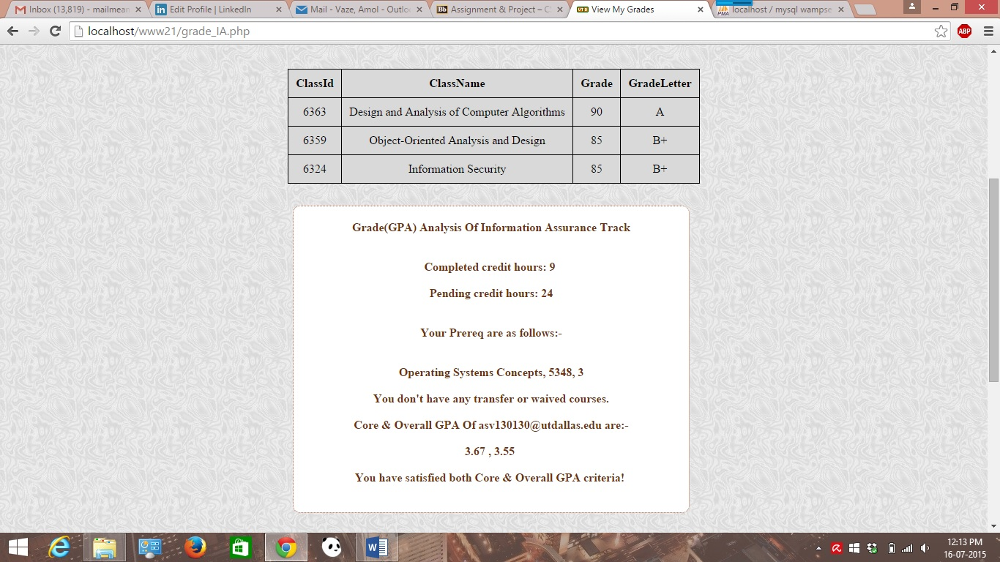 Inbox (13,819) - mailmean
Edit Profile | LinkedIn
Mail - Vaze, Amol - Outlo
Bb Assignment & Project – C
UTD View My Grades
PMA localhost / mysql wampse
localhost/www21/grade_IA.php
ABP
ClassId ClassName Grade GradeLetter
6363 Design and Analysis of Computer Algorithms 90 A
6359 Object-Oriented Analysis and Design 85 B+
6324 Information Security 85 B+
Grade(GPA) Analysis Of Information Assurance Track
Completed credit hours: 9
Pending credit hours: 24
Your Prereq are as follows:-
Operating Systems Concepts, 5348, 3
You don't have any transfer or waived courses.
Core & Overall GPA Of asv130130@utdallas.edu are:-
3.67 , 3.55
You have satisfied both Core & Overall GPA criteria!
12:13 PM
16-07-2015